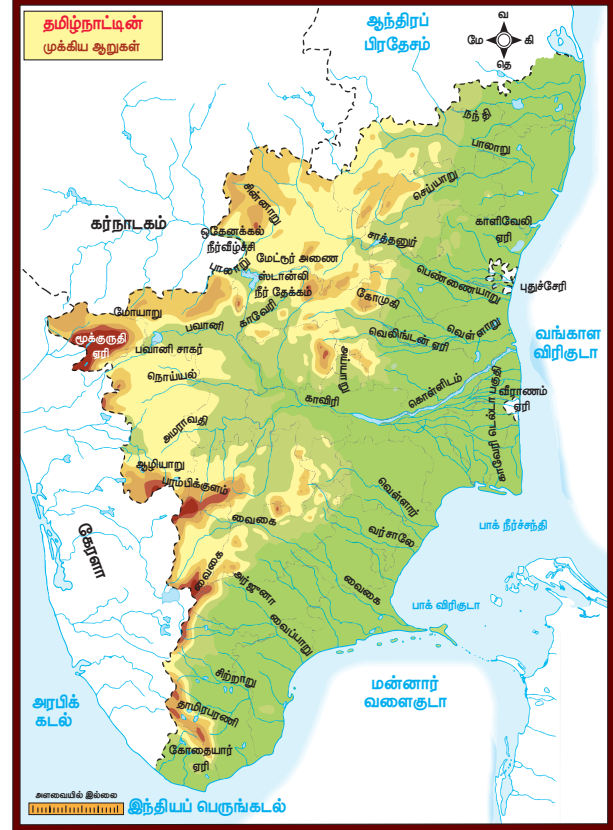 தமிழ்நாட்டின்
முக்கிய ஆறுகள்
ஆந்திரப்
பிரதேசம்
வ
மே
கி
தெ
நந்தி
பாலாறு
செய்யாறு
சின்னாறு
கர்நாடகம்
ஒகேனக்கல்
நீர்வீழ்ச்சி
காளிவேலி
ஏரி
சாத்தனுர்
பாலாறு
மேட்டூர் அணை
ஸ்டான்லி
நீர் தேக்கம்
பெண்ணையாறு
புதுச்சேரி
கோமுகி
மோயாறு
காவேரி
பவானி
வெலிங்டன் ஏரி
வெள்ளாறு
வங்காள
விரிகுடா
மூக்குருதி
ஏரி
பவானி சாகர்
அய்யாறு
நொய்யல்
கொள்ளிடம்
காவிரி
வீராணம்
ஏரி
காவேரி டெல்டா பகுதி
அமராவதி
ஆழியாறு
பரம்பிக்குளம்
வெள்ளார்
வைகை
வர்சாலே
பாக் நீர்சந்தி
கேரளா
வைகை
அர்ஜுனா
வைகை
பாக் விரிகுடா
வைப்பாறு
சிற்றாறு
மன்னார்
வளைகுடா
அரபிக்
கடல்
தாமிரபரணி
கோதையார்
ஏரி
அளவையில் இல்லை
இந்தியப் பெருங்கடல்